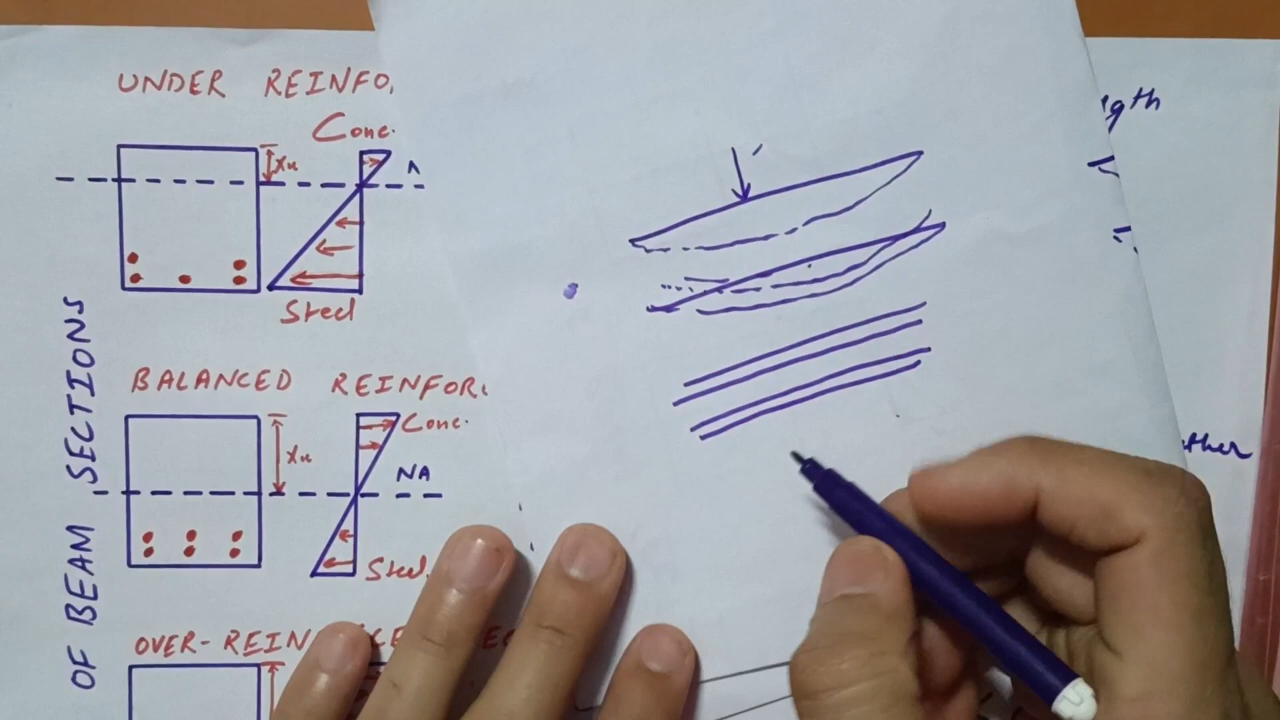 UNDER REINFO
Conc.
Xu
Steel
BALANCED REINFOR
Conc.
Xu
NA
Steel.
OVER-REIN
OF BEAM SECTIONS
gth
ther